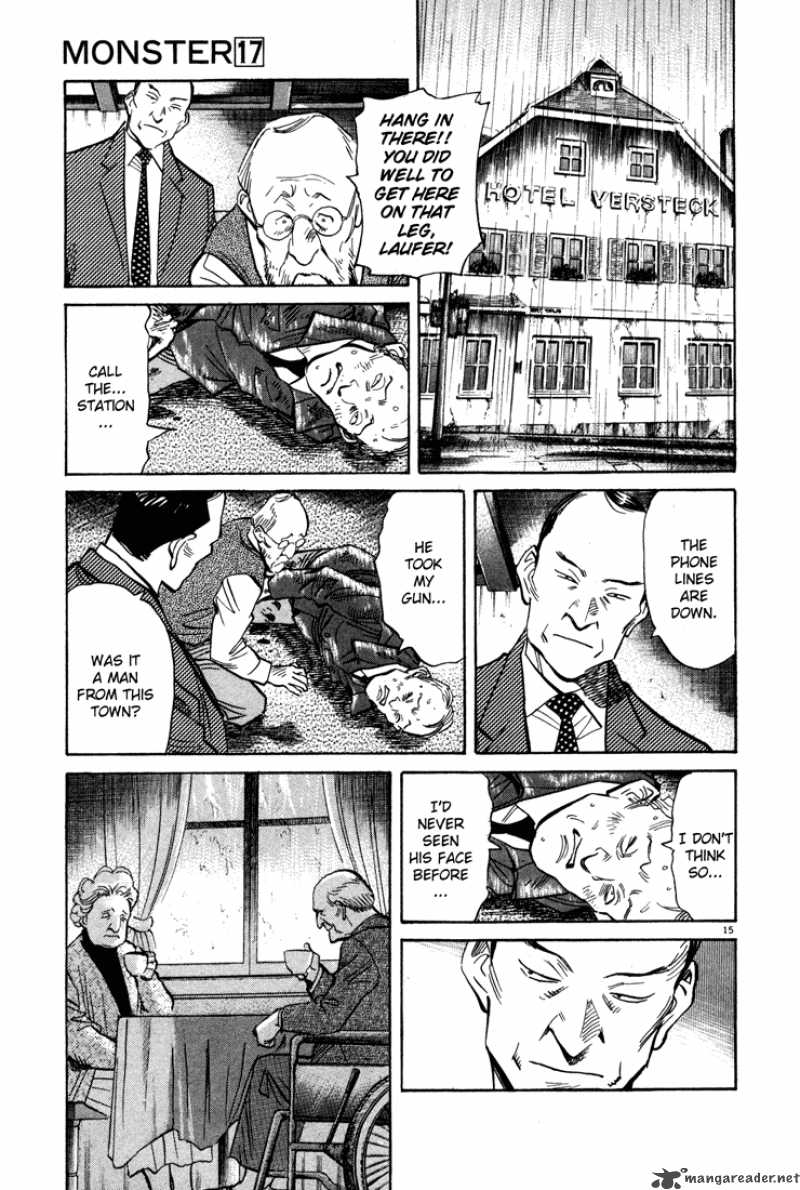 MONSTER 17
HOTEL VERSTECK
HANG IN
THERE!!
YOU DID
WELL TO
GET HERE
ON THAT
LEG,
LAUFER!
CALL
THE...
STATION
...
THE
PHONE
LINES
ARE
DOWN.
HE
TOOK
MY
GUN...
WAS IT
A MAN
FROM THIS
TOWN?
I DON'T
THINK
SO...
I'D
NEVER
SEEN
HIS FACE
BEFORE
...
15
mangareader.net